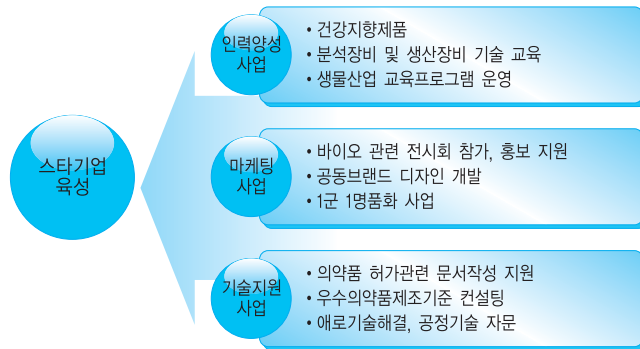 스타기업
육성
인력양성
사업
• 건강지향제품
• 분석장비 및 생산장비 기술 교육
• 생물산업 교육프로그램 운영
마케팅
사업
• 바이오 관련 전시회 참가, 홍보 지원
• 공동브랜드 디자인 개발
• 1군 1명품화 사업
기술지원
사업
• 의약품 허가관련 문서작성 지원
• 우수의약품제조기준 컨설팅
• 애로기술해결, 공정기술 자문